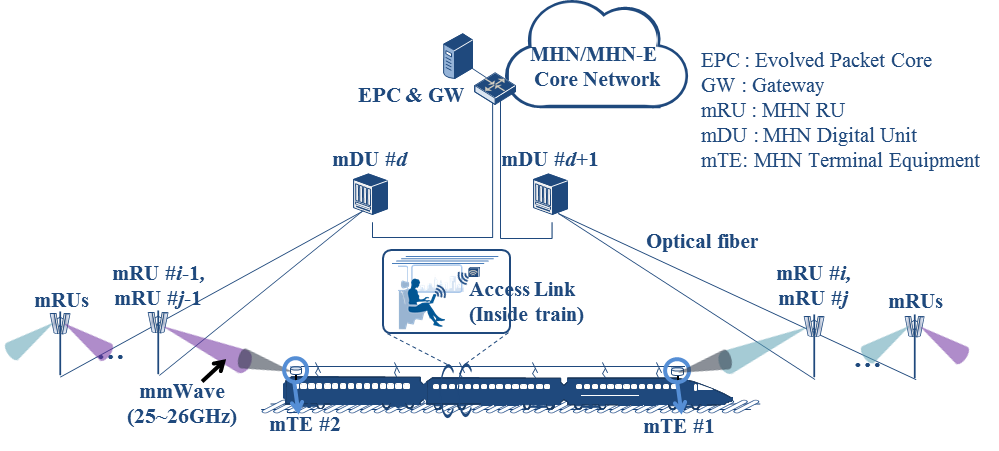 MHN/MHN-E
Core Network
EPC & GW
EPC : Evolved Packet Core
GW : Gateway
mRU : MHN RU
mDU : MHN Digital Unit
mTE: MHN Terminal Equipment
mDU #d
mDU #d+1
Optical fiber
mRU #i-1,
mRU #j-1
mRUs
Access Link
(Inside train)
mRU #i,
mRU #j
mRUs
...
...
mmWave
(25~26GHz)
mTE #2
mTE #1